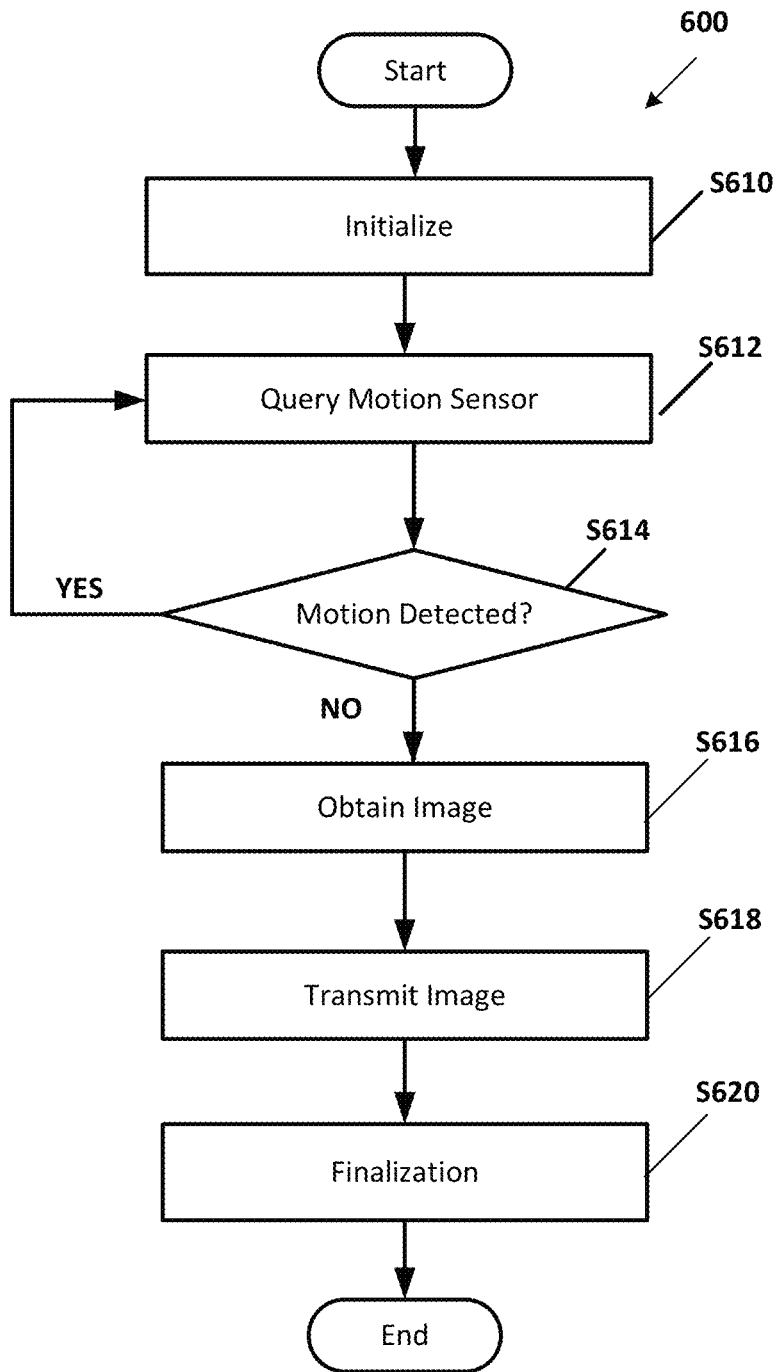 600
Start
S610
Initialize
S612
Query Motion Sensor
S614
YES
Motion Detected?
NO
S616
Obtain Image
S618
Transmit Image
S620
Finalization
End